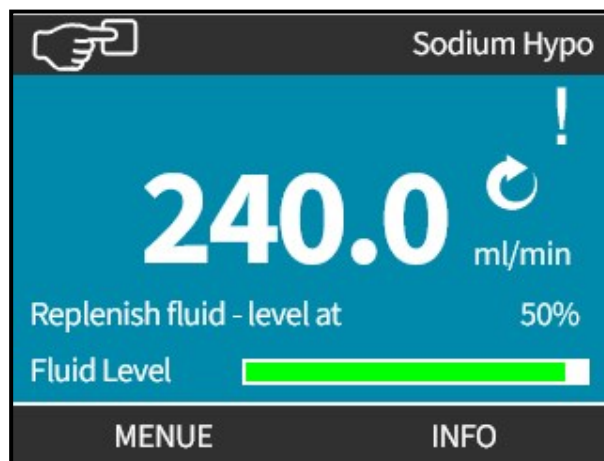 Sodium Hypo
!
240.0
ml/min
Replenish fluid - level at 50%
Fluid Level
MENUE INFO